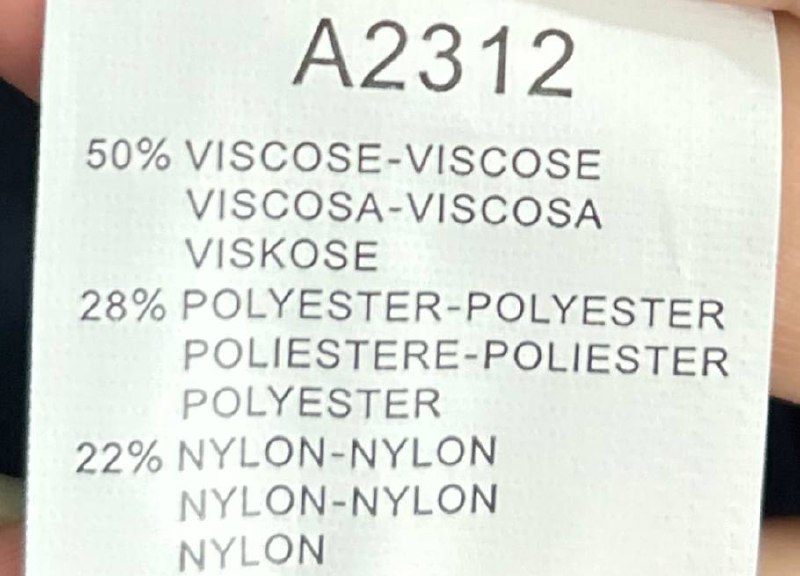 A2312
50% VISCOSE-VISCOSE
VISCOSA-VISCOSA
VISKOSE
28% POLYESTER-POLYESTER
POLIESTERE-POLIESTER
POLYESTER
22% NYLON-NYLON
NYLON-NYLON
NYLON